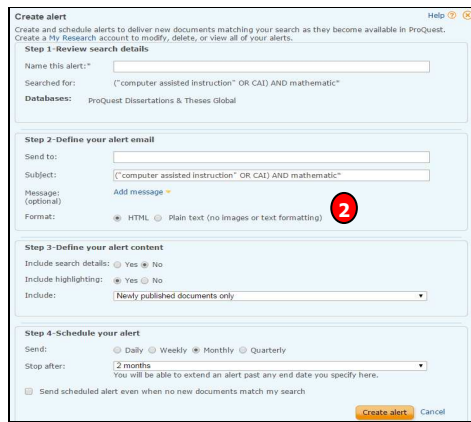 Create alert
Help
Create and schedule alerts to deliver new documents matching your search as they become available in ProQuest.
Create a My Research account to modify, delete, or view all of your alerts.
Step 1-Review search details
Name this alert:*
Searched for: ("computer assisted instruction" OR CAI) AND mathematic*
Databases: ProQuest Dissertations & Theses Global
Step 2-Define your alert email
Send to:
Subject: ("computer assisted instruction" OR CAI) AND mathematic*
Message: Add message
(optional)
2
Format: HTML Plain text (no images or text formatting)
Step 3-Define your alert content
Include search details: Yes No
Include highlighting: Yes No
Include: Newly published documents only
Step 4-Schedule your alert
Send: Daily Weekly Monthly Quarterly
Stop after: 2 months
You will be able to extend an alert past any end date you specify here.
Send scheduled alert even when no new documents match my search
Create alert Cancel